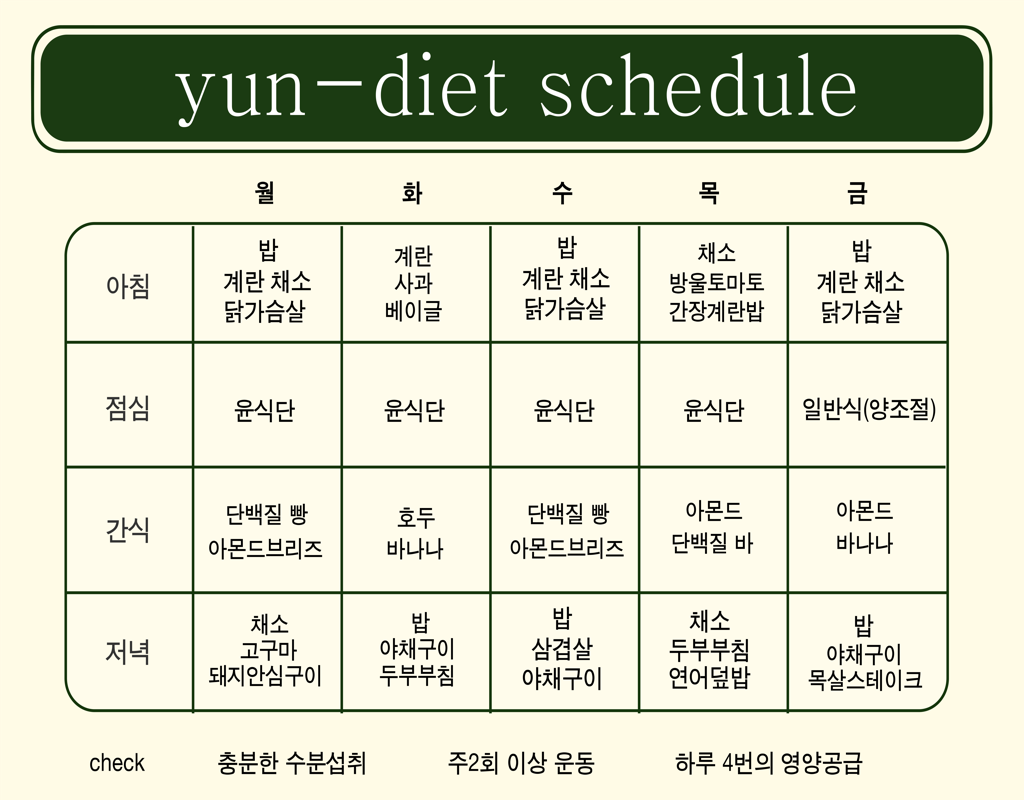 yun-diet schedule
월 화 수 목 금
아침
밥
계란 채소
닭가슴살
계란
사과
베이글
밥
계란 채소
닭가슴살
채소
방울토마토
간장계란밥
밥
계란 채소
닭가슴살
점심
윤식단
윤식단
윤식단
윤식단
일반식(양조절)
간식
단백질 빵
아몬드브리즈
호두
바나나
단백질 빵
아몬드브리즈
아몬드
단백질 바
아몬드
바나나
저녁
채소
고구마
돼지안심구이
밥
야채구이
두부부침
밥
삼겹살
야채구이
채소
두부부침
연어덮밥
밥
야채구이
목살스테이크
check 충분한 수분섭취 주2회 이상 운동 하루 4번의 영양공급